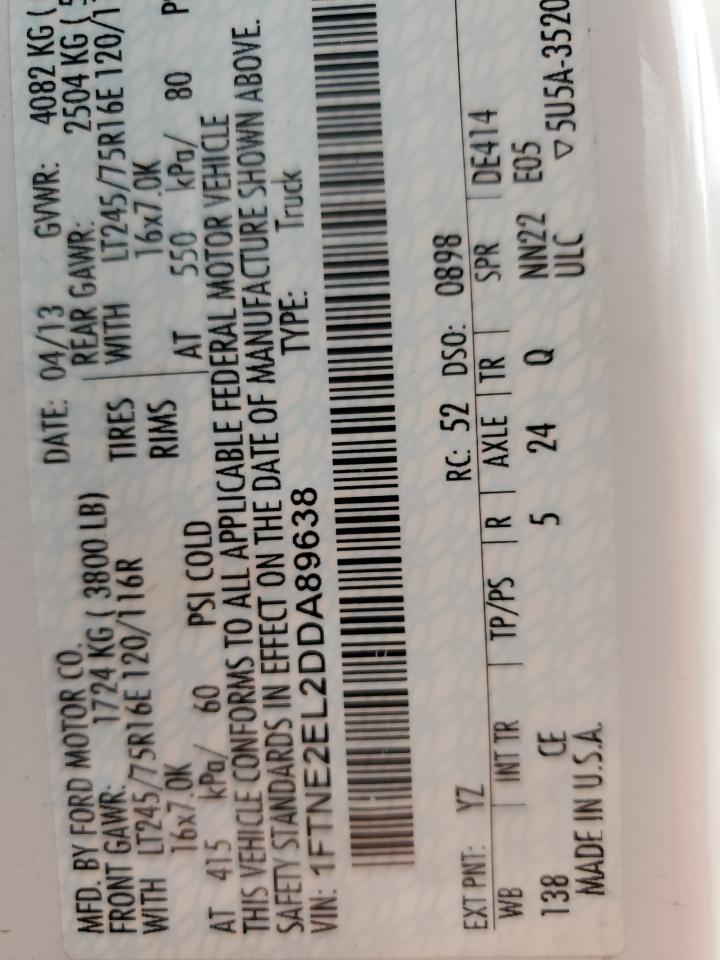 MFD. BY FORD MOTOR CO.
DATE: 04/13 GVWR: 4082 KG (
FRONT GAWR: 1724 KG ( 3800 LB) REAR GAWR: 2504 KG (
WITH LT245/75R16E 120/116R TIRES WITH LT245/75R16E 120/1
16x7.0K RIMS 16x7.0K
AT 415 kPa/ 60 PSI COLD AT 550 kPa/ 80 P
THIS VEHICLE CONFORMS TO ALL APPLICABLE FEDERAL MOTOR VEHICLE
SAFETY STANDARDS IN EFFECT ON THE DATE OF MANUFACTURE SHOWN ABOVE.
VIN: 1FTNE2EL2DDA89638 TYPE: Truck
EXT PNT: YZ RC: 52 DSO: 0898
WB INT TR TP/PS R AXLE TR SPR DE414
138 CE 5 24 Q NN22 E05
MADE IN U.S.A. ULC ▽5U5A-3520